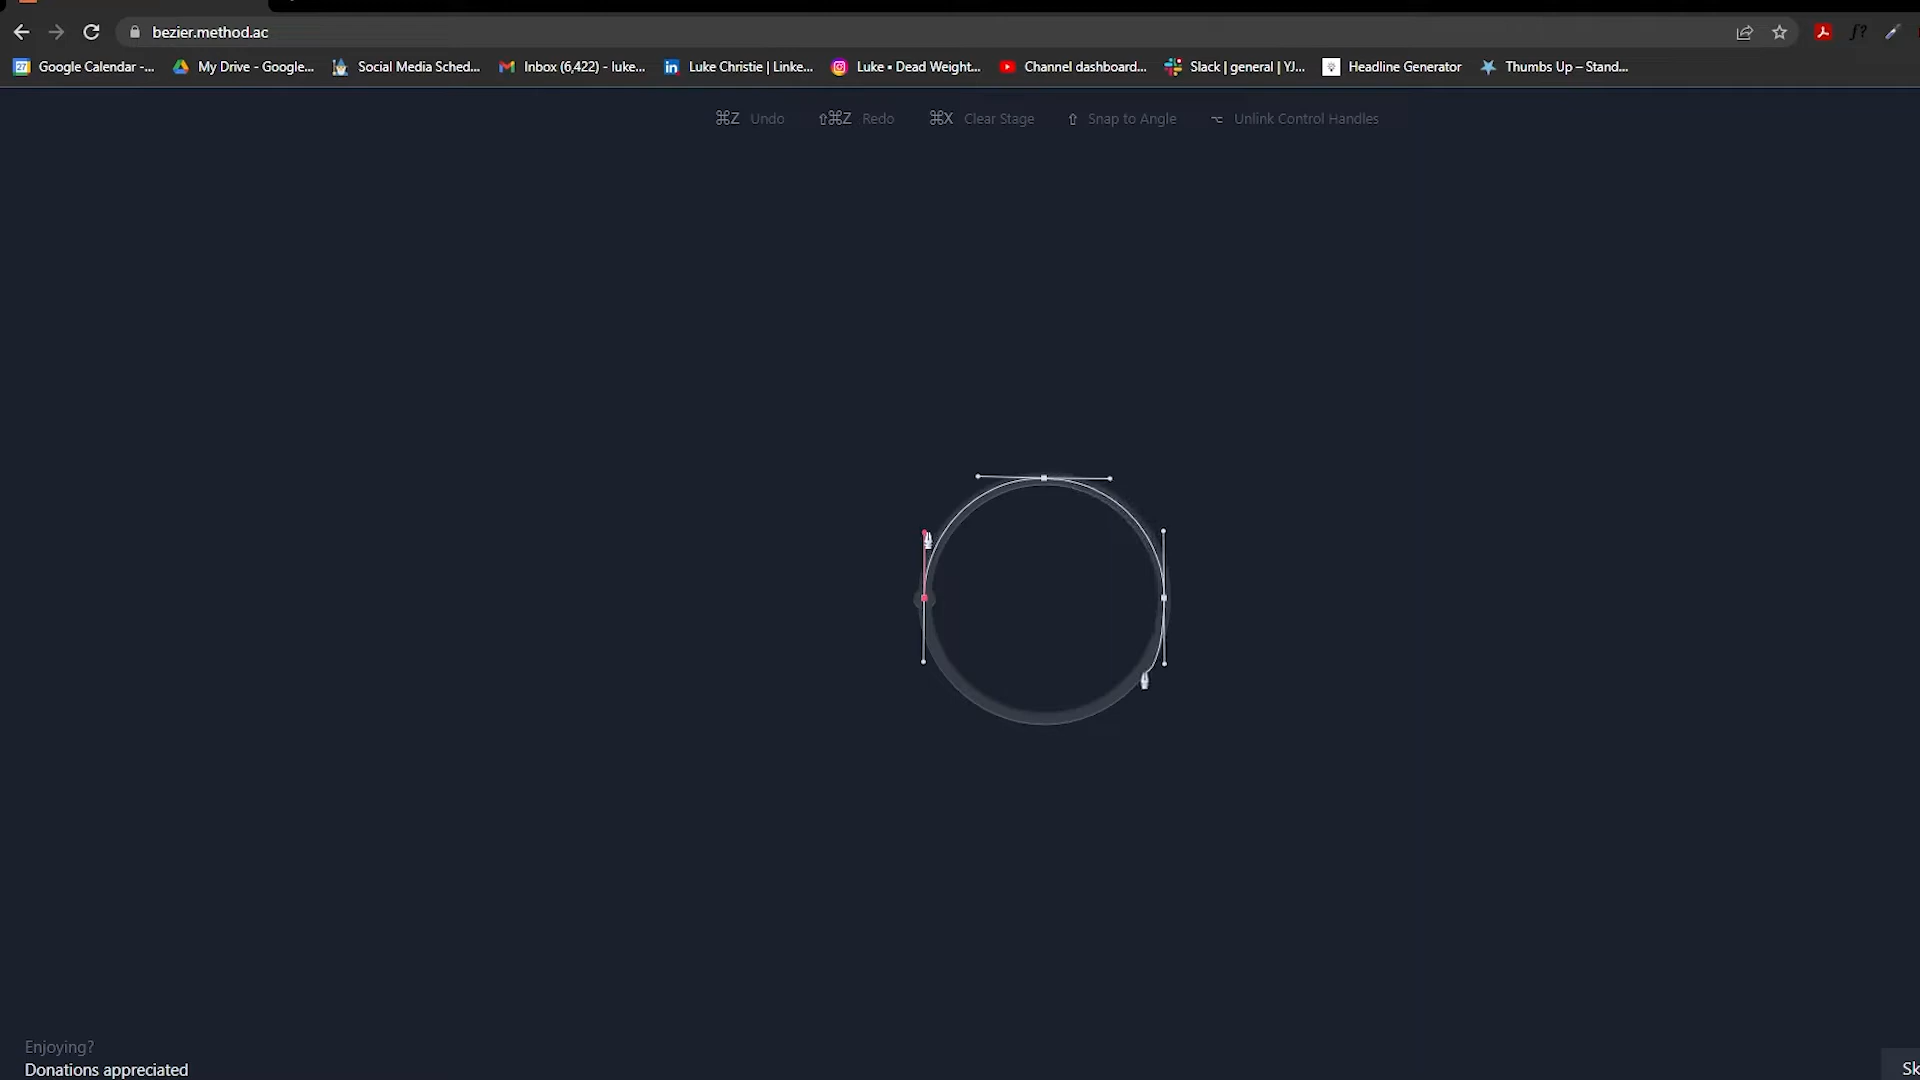 bezier.method.ac
Google Calendar -... My Drive - Google... Social Media Sched... Inbox (6,422) - luke... Luke Christie | Linke... Luke • Dead Weight... Channel dashboard... Slack | general | YJ... Headline Generator Thumbs Up – Stand...
⌘Z Undo ⇧⌘Z Redo ⌘X Clear Stage ⇧ Snap to Angle ⌥ Unlink Control Handles
Enjoying?
Donations appreciated
Sk